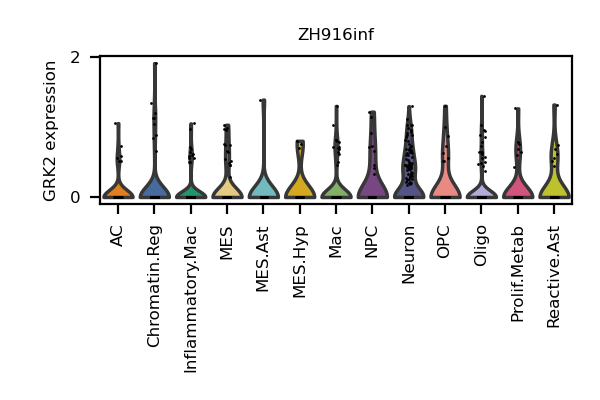 ZH916inf
GRK2 expression
2
0
AC
Chromatin.Reg
Inflammatory.Mac
MES
MES.Ast
MES.Hyp
Mac
NPC
Neuron
OPC
Oligo
Prolif.Metab
Reactive.Ast